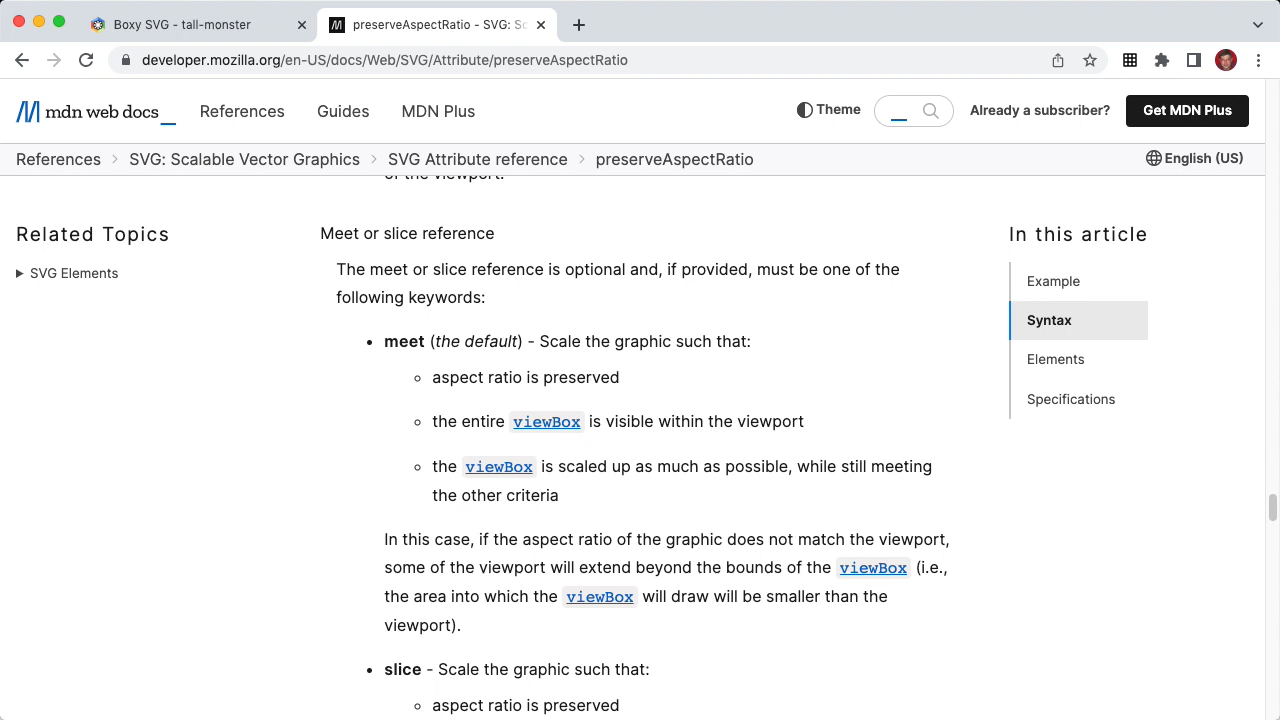 Boxy SVG - tall-monster
preserveAspectRatio - SVG: Sc
developer.mozilla.org/en-US/docs/Web/SVG/Attribute/preserveAspectRatio
mdn web docs_
References
Guides
MDN Plus
Theme
Already a subscriber?
Get MDN Plus
References
SVG: Scalable Vector Graphics
SVG Attribute reference
preserveAspectRatio
English (US)
of the viewport.
Related Topics
SVG Elements
Meet or slice reference
The meet or slice reference is optional and, if provided, must be one of the
following keywords:
• meet (the default) - Scale the graphic such that:
◦ aspect ratio is preserved
◦ the entire viewBox is visible within the viewport
◦ the viewBox is scaled up as much as possible, while still meeting
the other criteria
In this case, if the aspect ratio of the graphic does not match the viewport,
some of the viewport will extend beyond the bounds of the viewBox (i.e.,
the area into which the viewBox will draw will be smaller than the
viewport).
• slice - Scale the graphic such that:
◦ aspect ratio is preserved
In this article
Example
Syntax
Elements
Specifications